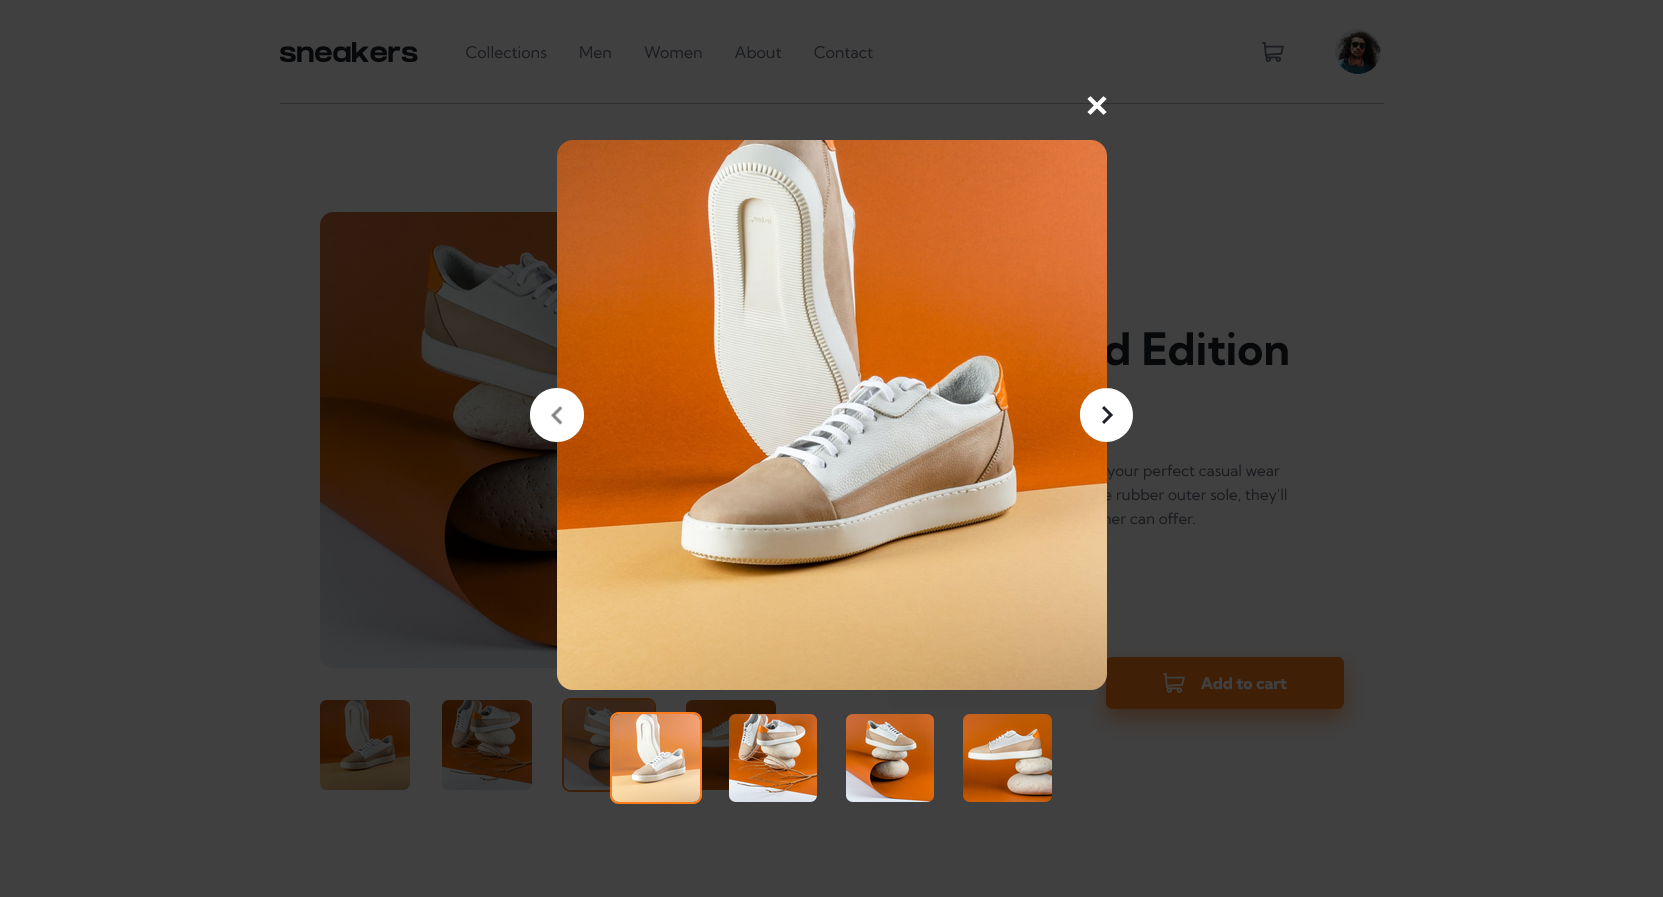 sneakers
Collections Men Women About Contact
d Edition
your perfect casual wear
rubber outer sole, they'll
can offer.
Add to cart